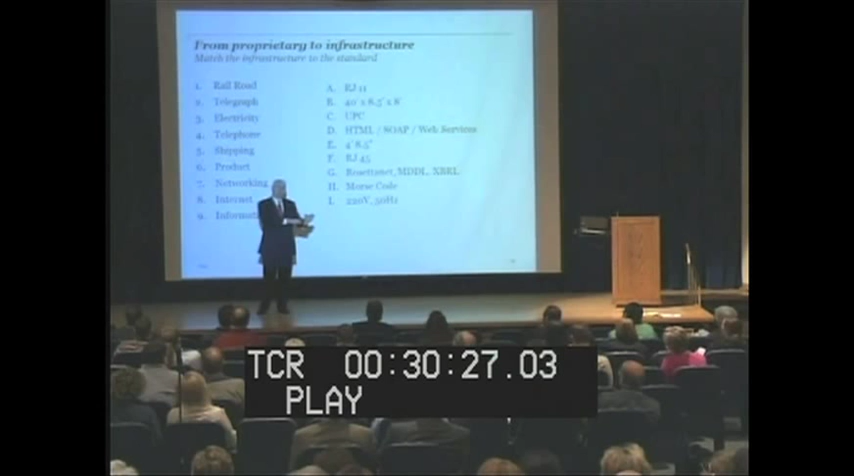 From proprietary to infrastructure
Match the infrastructure to the standard
1. Rail Road
2. Telegraph
3. Electricity
4. Telephone
5. Shipping
6. Product
7. Networking
8. Internet
9.
A. RJ 11
B. 40' x 8.5' x 8'
C. UPC
D. HTML / SOAP / Web Services
E. 4' 8.5"
F. RJ 45
G. Rosettanet, MDDL, XBRL
H. Morse Code
I. 220V, 50Hz
TCR 00:30:27.03
PLAY